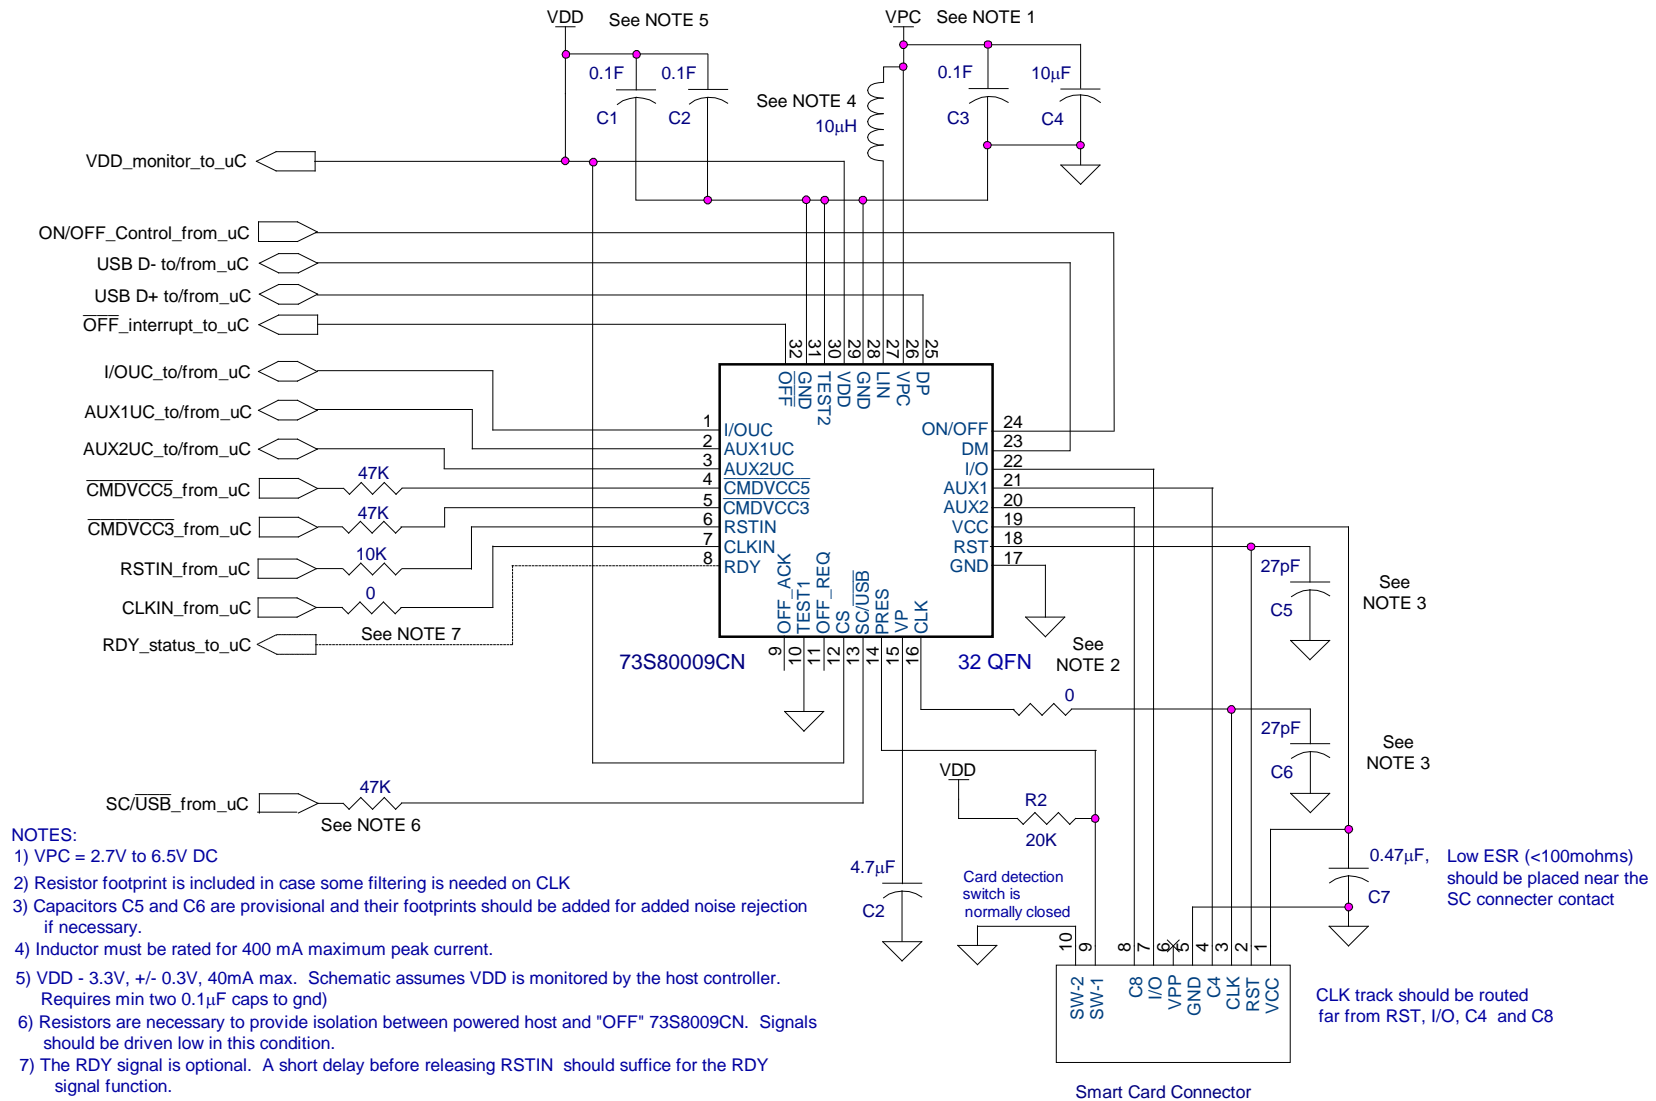 VDD
See NOTE 5
VPC
See NOTE 1
0.1F
0.1F
C1
C2
See NOTE 4
10μH
0.1F
10μF
C3
C4
VDD_monitor_to_uC
ON/OFF_Control_from_uC
USB D- to/from_uC
USB D+ to/from_uC
OFF_interrupt_to_uC
I/OUC_to/from_uC
AUX1UC_to/from_uC
AUX2UC_to/from_uC
CMDVCC5_from_uC
47K
CMDVCC3_from_uC
47K
RSTIN_from_uC
10K
CLKIN_from_uC
0
RDY_status_to_uC
See NOTE 7
32
31
30
29
28
27
26
25
OFF
GND
TEST2
VDD
GND
LIN
VPC
DP
1
I/OUC
2
AUX1UC
3
AUX2UC
4
CMDVCC5
5
CMDVCC3
6
RSTIN
7
CLKIN
8
RDY
ON/OFF
24
DM
23
I/O
22
AUX1
21
AUX2
20
VCC
19
RST
18
GND
17
OFF_ACK
TEST1
OFF_REQ
CS
SC/USB
PRES
VP
CLK
9
10
11
12
13
14
15
16
73S80009CN
32 QFN
27pF
C5
See
NOTE 3
See
NOTE 2
0
27pF
C6
See
NOTE 3
SC/USB_from_uC
47K
See NOTE 6
VDD
R2
20K
4.7μF
C2
Card detection
switch is
normally closed
0.47μF,
C7
Low ESR (<100mohms)
should be placed near the
SC connecter contact
10
9
8
7
6
5
4
3
2
1
SW-2
SW-1
C8
I/O
VPP
GND
C4
CLK
RST
VCC
CLK track should be routed
far from RST, I/O, C4 and C8
Smart Card Connector
NOTES:
1) VPC = 2.7V to 6.5V DC
2) Resistor footprint is included in case some filtering is needed on CLK
3) Capacitors C5 and C6 are provisional and their footprints should be added for added noise rejection
if necessary.
4) Inductor must be rated for 400 mA maximum peak current.
5) VDD - 3.3V, +/- 0.3V, 40mA max. Schematic assumes VDD is monitored by the host controller.
Requires min two 0.1μF caps to gnd)
6) Resistors are necessary to provide isolation between powered host and "OFF" 73S8009CN. Signals
should be driven low in this condition.
7) The RDY signal is optional. A short delay before releasing RSTIN should suffice for the RDY
signal function.